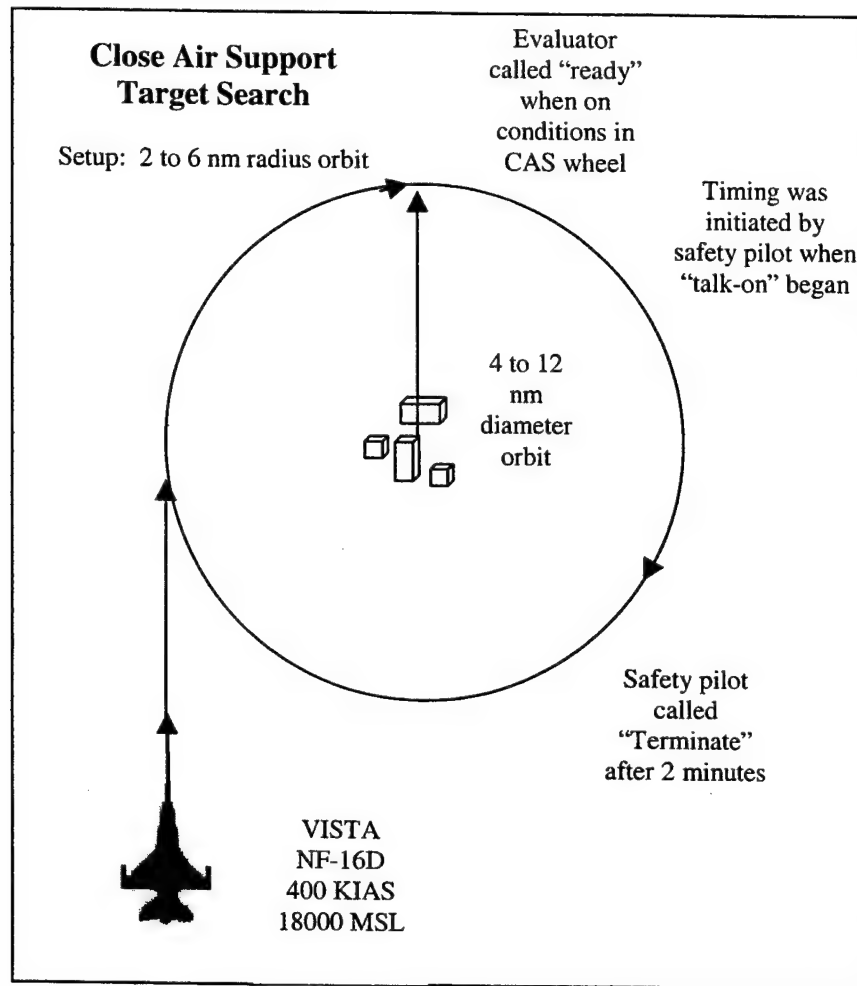 Close Air Support
Target Search
Setup: 2 to 6 nm radius orbit
Evaluator
called “ready”
when on
conditions in
CAS wheel
Timing was
initiated by
safety pilot when
“talk-on” began
4 to 12
nm
diameter
orbit
Safety pilot
called
“Terminate”
after 2 minutes
VISTA
NF-16D
400 KIAS
18000 MSL